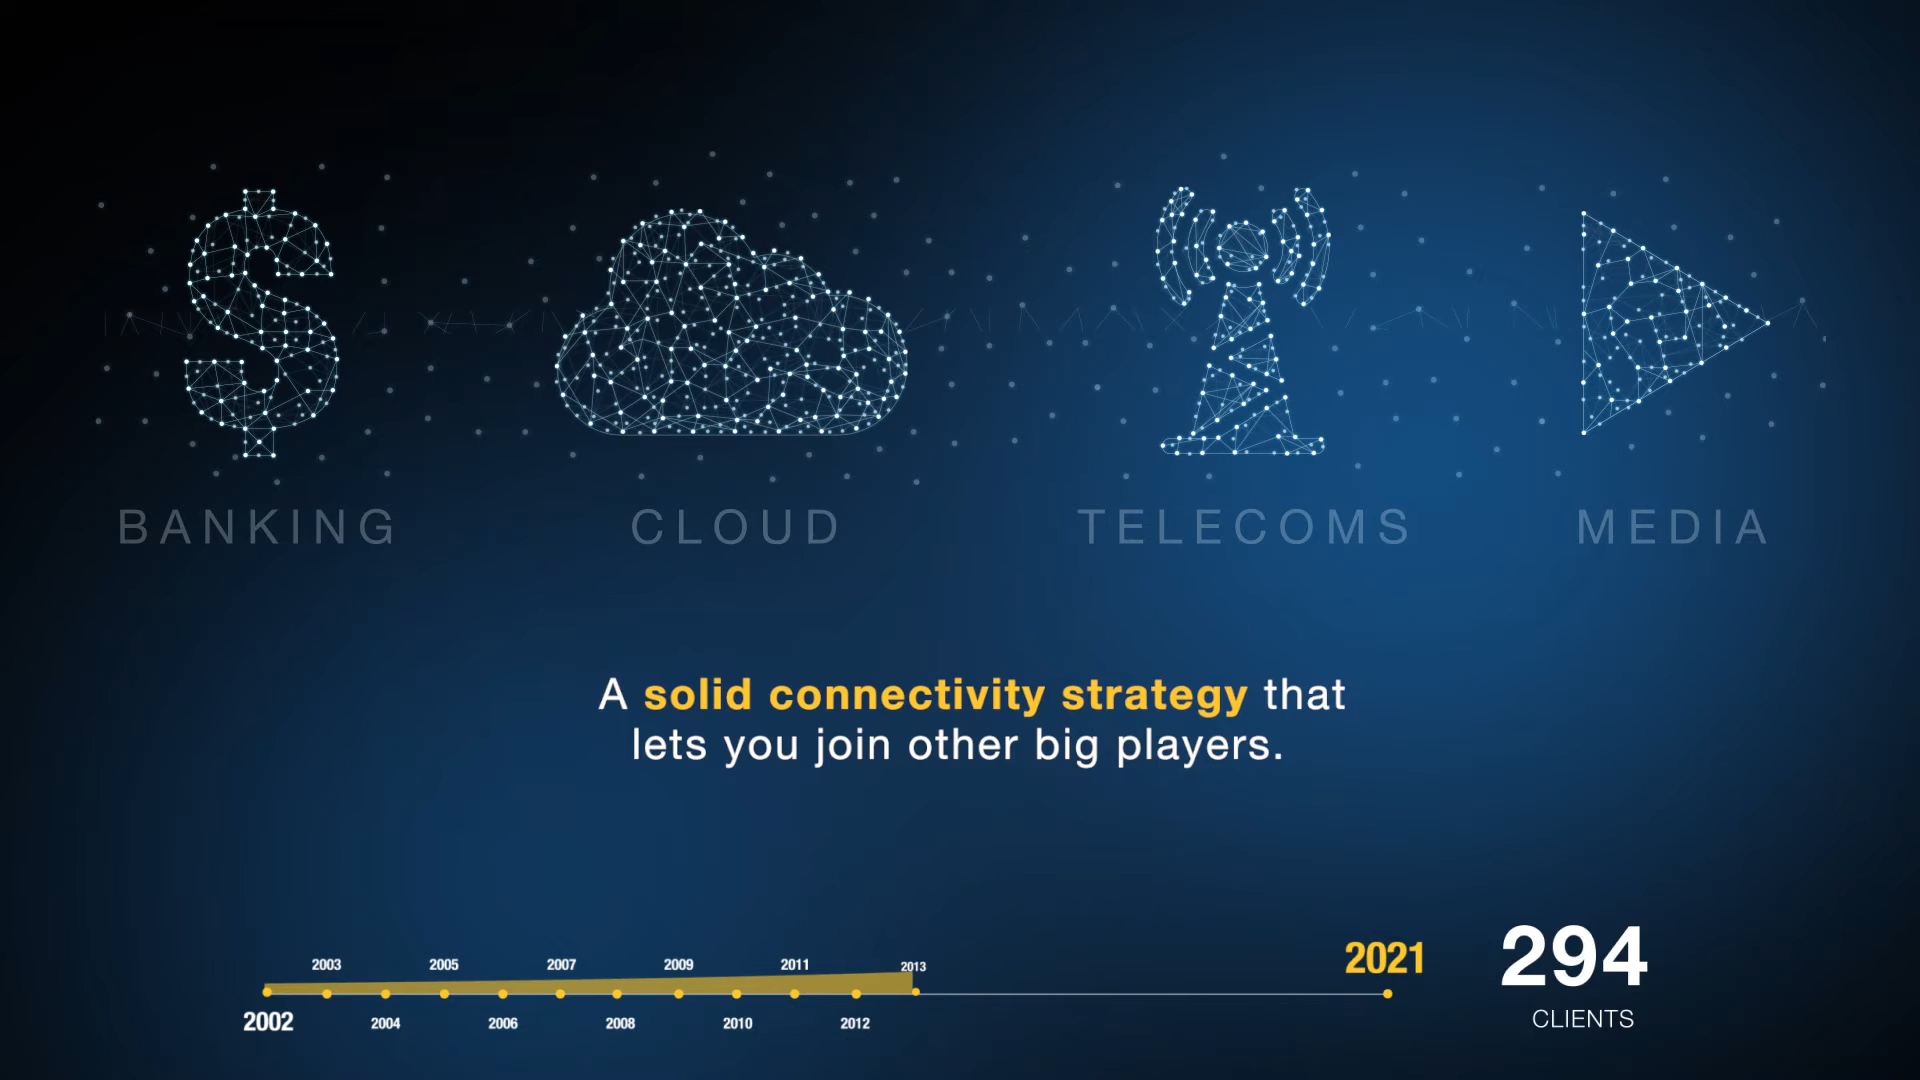 BANKING
CLOUD
TELECOMS
MEDIA
A solid connectivity strategy that
lets you join other big players.
2003 2005 2007 2009 2011 2013
2021
2002 2004 2006 2008 2010 2012
294
CLIENTS